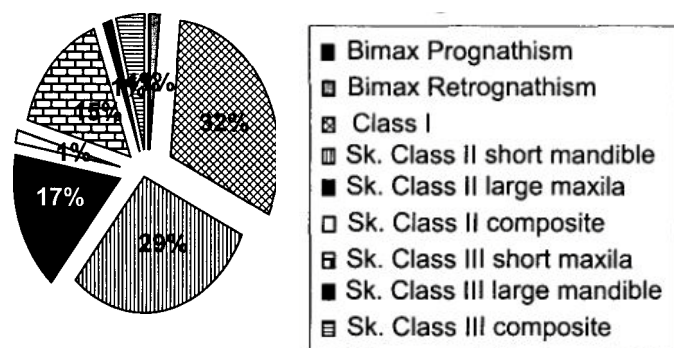 32%
29%
17%
1%
15%
Bimax Prognathism
Bimax Retrognathism
Class I
Sk. Class II short mandible
Sk. Class II large maxila
Sk. Class II composite
Sk. Class III short maxila
Sk. Class III large mandible
Sk. Class III composite